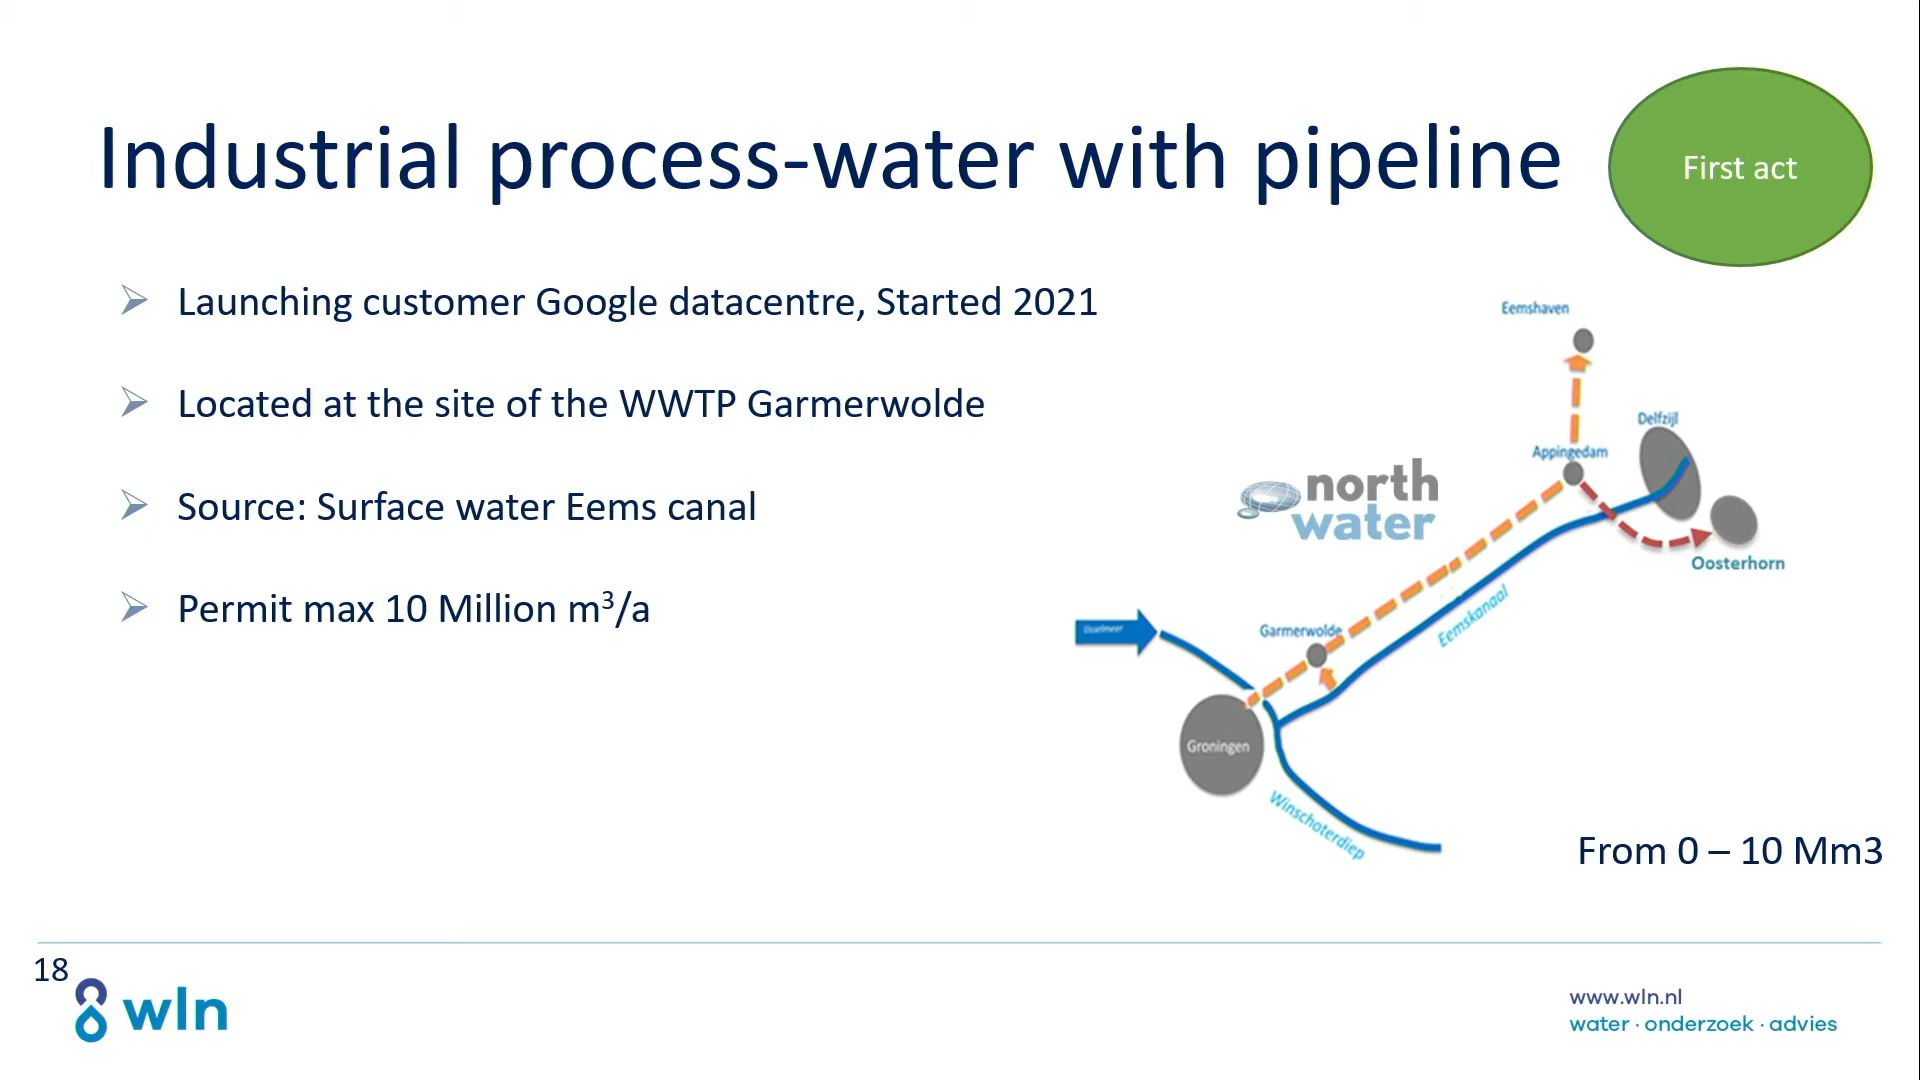 Industrial process-water with pipeline
First act
Launching customer Google datacentre, Started 2021
Located at the site of the WWTP Garmerwolde
Source: Surface water Eems canal
Permit max 10 Million m³/a
Eemshaven
Delfzijl
Appingedam
north
water
Oosterhorn
Eemskanaal
IJsselmeer
Garmerwolde
Groningen
Winschoterdiep
From 0 – 10 Mm3
18
wln
www.wln.nl
water · onderzoek · advies